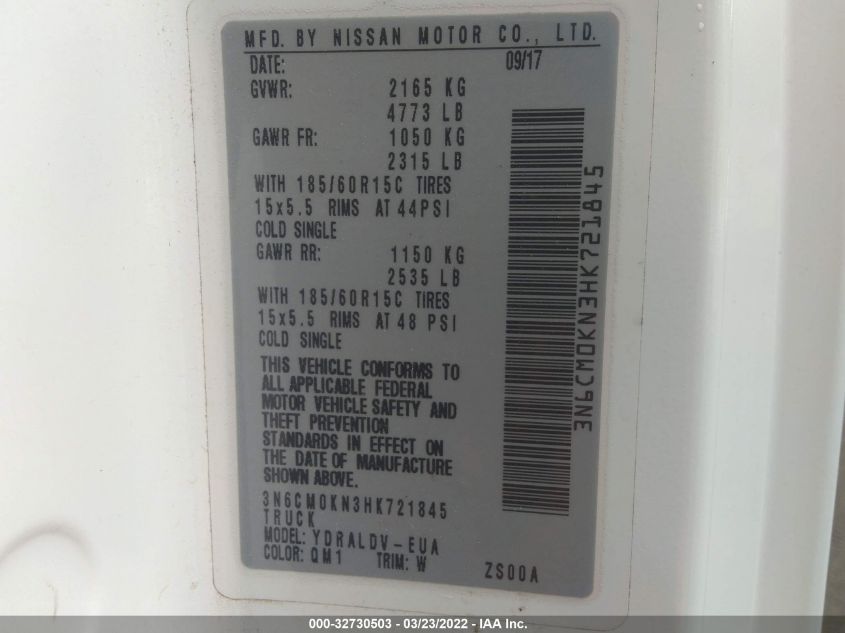 MFD. BY NISSAN MOTOR CO., LTD.
DATE: 09/17
GVWR: 2165 KG
4773 LB
GAWR FR: 1050 KG
2315 LB
WITH 185/60R15C TIRES
15x5.5 RIMS AT 44PSI
COLD SINGLE
GAWR RR: 1150 KG
2535 LB
WITH 185/60R15C TIRES
15x5.5 RIMS AT 48 PSI
COLD SINGLE
THIS VEHICLE CONFORMS TO
ALL APPLICABLE FEDERAL
MOTOR VEHICLE SAFETY AND
THEFT PREVENTION
STANDARDS IN EFFECT ON
THE DATE OF MANUFACTURE
SHOWN ABOVE.
3N6CM0KN3HK721845
TRUCK
MODEL: YDRALDV-EUA
COLOR: QM1 TRIM: W ZS00A
3N6CM0KN3HK721845
000-32730503 - 03/23/2022 - IAA Inc.